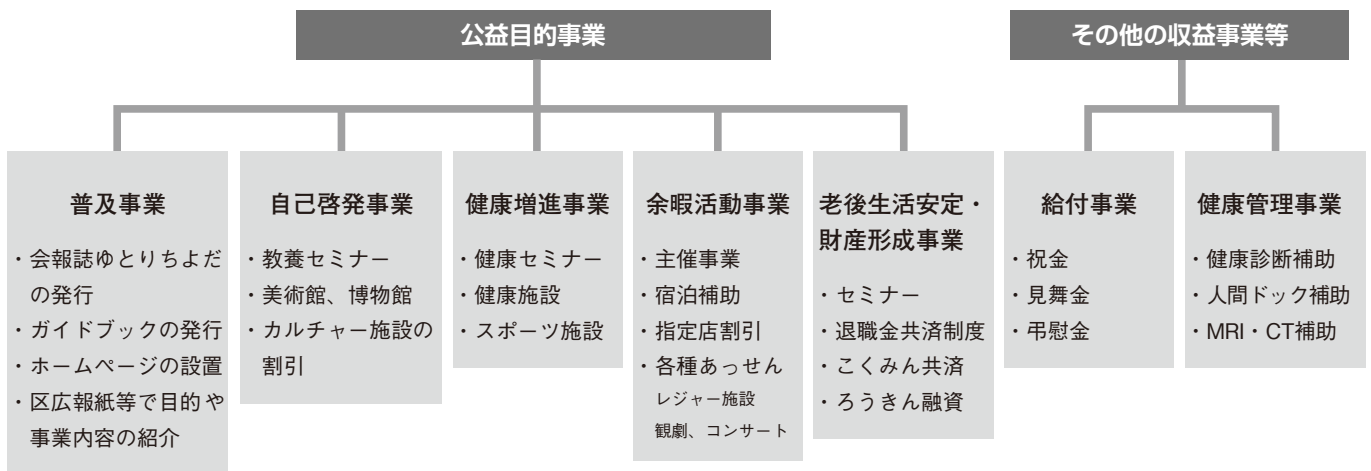 公益目的事業
その他の収益事業等
普及事業
・会報誌ゆとりちよだ
の発行
・ガイドブックの発行
・ホームページの設置
・区広報紙等で目的や
事業内容の紹介
自己啓発事業
・教養セミナー
・美術館、博物館
・カルチャー施設の
割引
健康増進事業
・健康セミナー
・健康施設
・スポーツ施設
余暇活動事業
・主催事業
・宿泊補助
・指定店割引
・各種あっせん
レジャー施設
観劇、コンサート
老後生活安定・
財産形成事業
・セミナー
・退職金共済制度
・こくみん共済
・ろうきん融資
給付事業
・祝金
・見舞金
・弔慰金
健康管理事業
・健康診断補助
・人間ドック補助
・MRI・CT補助